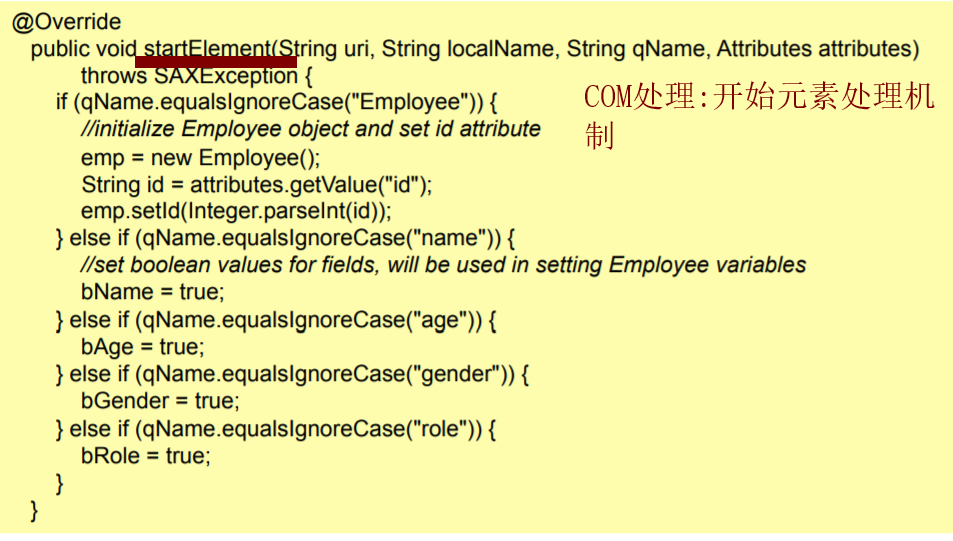 @Override
public void startElement(String uri, String localName, String qName, Attributes attributes)
throws SAXException {
if (qName.equalsIgnoreCase("Employee")) {
//initialize Employee object and set id attribute
emp = new Employee();
String id = attributes.getValue("id");
emp.setId(Integer.parseInt(id));
} else if (qName.equalsIgnoreCase("name")) {
//set boolean values for fields, will be used in setting Employee variables
bName = true;
} else if (qName.equalsIgnoreCase("age")) {
bAge = true;
} else if (qName.equalsIgnoreCase("gender")) {
bGender = true;
} else if (qName.equalsIgnoreCase("role")) {
bRole = true;
}
}
COM处理:开始元素处理机
制